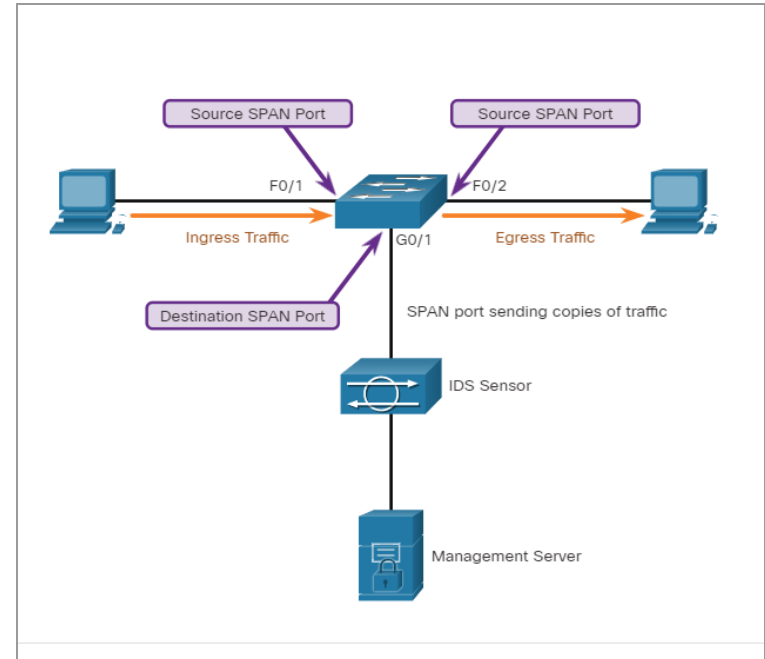 Source SPAN Port
Source SPAN Port
F0/1
F0/2
Ingress Traffic
Egress Traffic
G0/1
Destination SPAN Port
SPAN port sending copies of traffic
IDS Sensor
Management Server